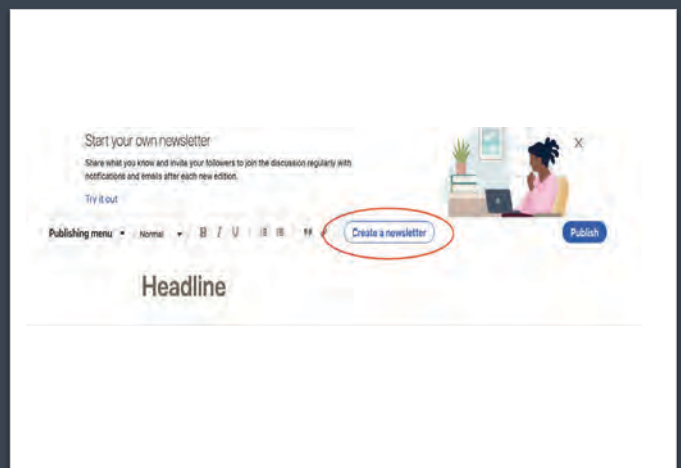 Start your own newsletter
Share what you know and invite your followers to join the discussion regularly with
notifications and emails after each new edition.
Try it out
Publishing menu Normal B I U Create a newsletter Publish
Headline